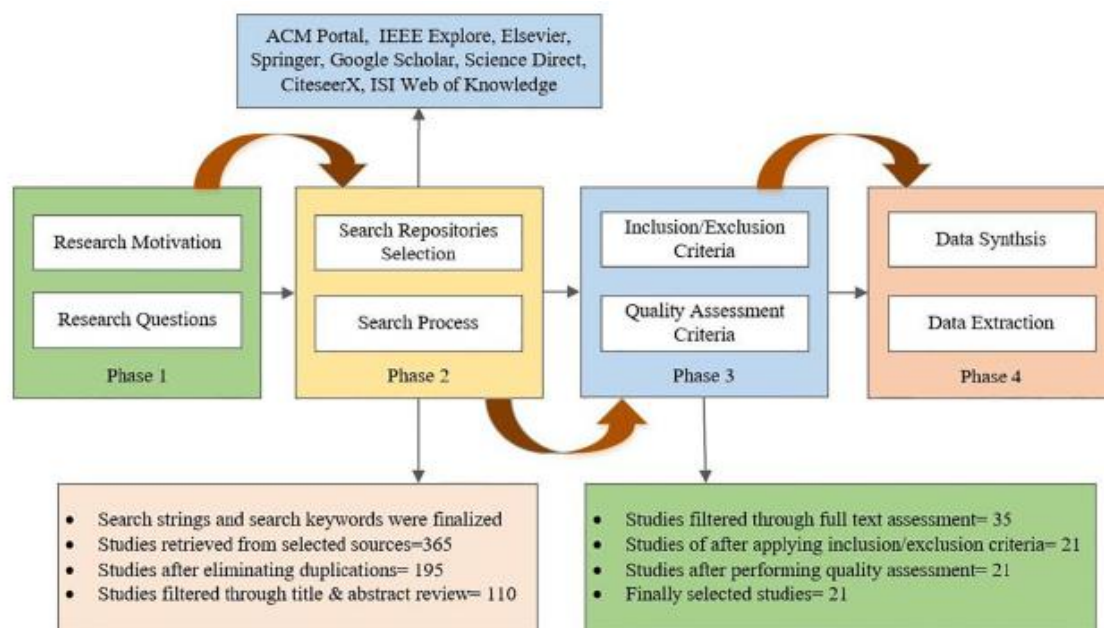 ACM Portal, IEEE Explore, Elsevier,
Springer, Google Scholar, Science Direct,
CiteseerX, ISI Web of Knowledge
Research Motivation
Research Questions
Phase 1
Search Repositories
Selection
Search Process
Phase 2
Inclusion/Exclusion
Criteria
Quality Assessment
Criteria
Phase 3
Data Synthsis
Data Extraction
Phase 4
• Search strings and search keywords were finalized
• Studies retrieved from selected sources=365
• Studies after eliminating duplications= 195
• Studies filtered through title & abstract review= 110
• Studies filtered through full text assessment= 35
• Studies of after applying inclusion/exclusion criteria= 21
• Studies after performing quality assessment= 21
• Finally selected studies= 21